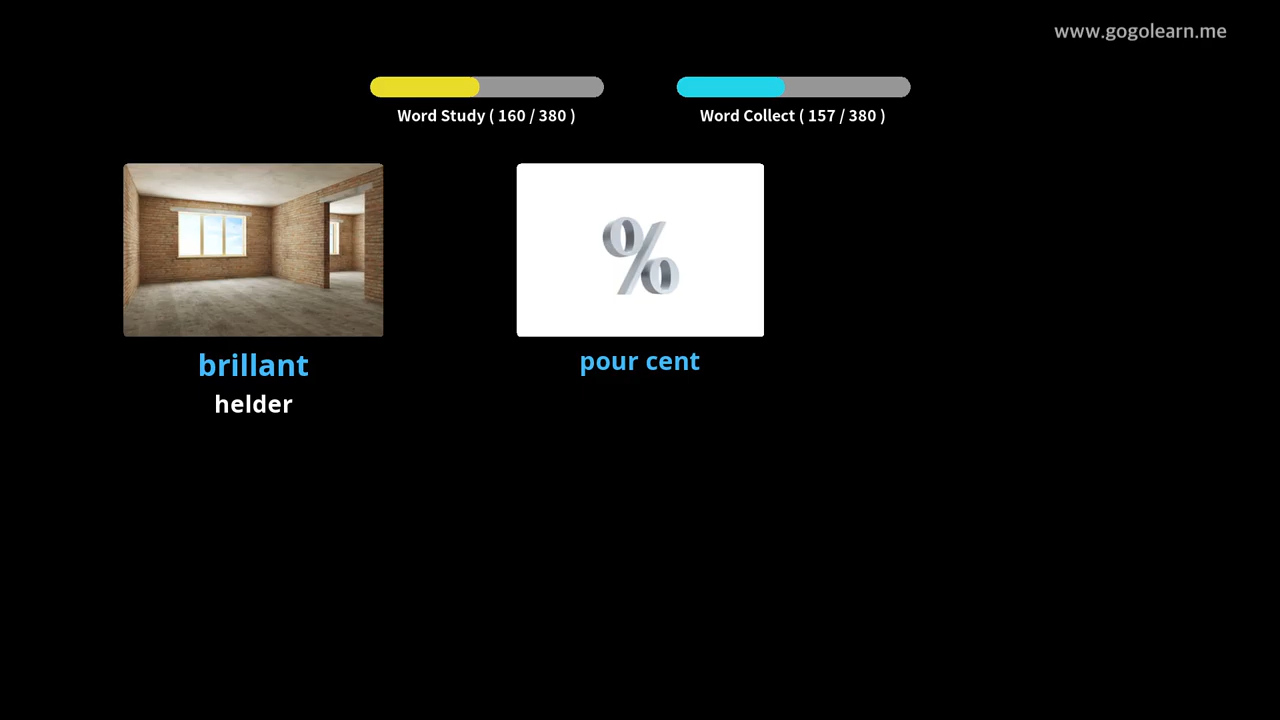 www.gogolearn.me
Word Study ( 160 / 380 )
Word Collect ( 157 / 380 )
%
brillant
helder
pour cent